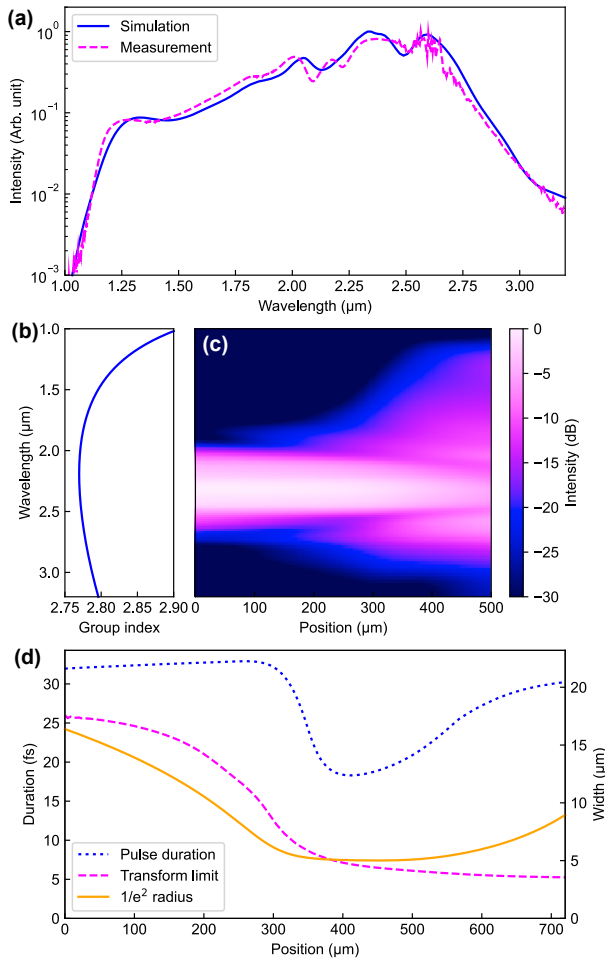 (a)
Simulation
Measurement
Intensity (Arb. unit)
10⁰
10⁻¹
10⁻²
10⁻³
1.00 1.25 1.50 1.75 2.00 2.25 2.50 2.75 3.00
Wavelength (µm)
(b)
(c)
Wavelength (µm)
1.0
1.5
2.0
2.5
3.0
2.75 2.80 2.85 2.90
Group index
0 100 200 300 400 500
Position (µm)
0
−5
−10
−15
−20
−25
−30
Intensity (dB)
(d)
Duration (fs)
30
25
20
15
10
5
0
Pulse duration
Transform limit
1/e² radius
20
15
10
5
0
Width (µm)
0 100 200 300 400 500 600 700
Position (µm)